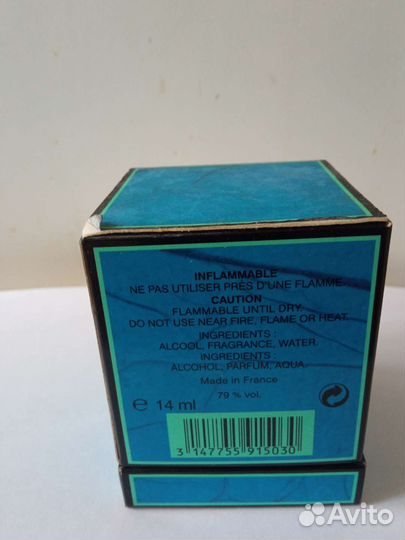 INFLAMMABLE
NE PAS UTILISER PRÈS D'UNE FLAMME.
CAUTION
FLAMMABLE UNTIL DRY.
DO NOT USE NEAR FIRE, FLAME OR HEAT.
INGREDIENTS :
ALCOOL, FRAGRANCE, WATER.
INGREDIENTS :
ALCOHOL, PARFUM, AQUA.
Made in France
e 14 ml
79 % vol.
3 147755 915030
Avito